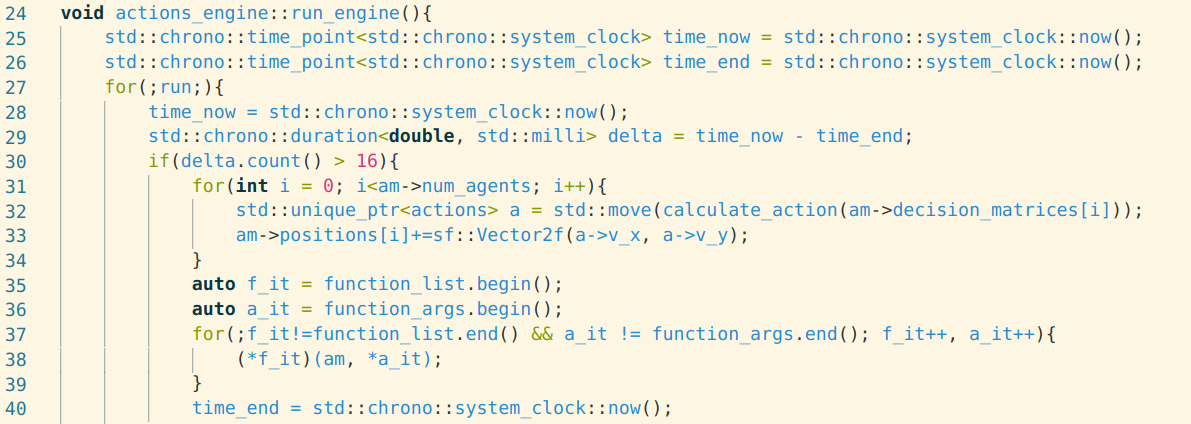 24 void actions_engine::run_engine(){
25     std::chrono::time_point<std::chrono::system_clock> time_now = std::chrono::system_clock::now();
26     std::chrono::time_point<std::chrono::system_clock> time_end = std::chrono::system_clock::now();
27     for(;run;){
28         time_now = std::chrono::system_clock::now();
29         std::chrono::duration<double, std::milli> delta = time_now - time_end;
30         if(delta.count() > 16){
31             for(int i = 0; i<am->num_agents; i++){
32                 std::unique_ptr<actions> a = std::move(calculate_action(am->decision_matrices[i]));
33                 am->positions[i]+=sf::Vector2f(a->v_x, a->v_y);
34             }
35             auto f_it = function_list.begin();
36             auto a_it = function_args.begin();
37             for(;f_it!=function_list.end() && a_it != function_args.end(); f_it++, a_it++){
38                 (*f_it)(am, *a_it);
39             }
40             time_end = std::chrono::system_clock::now();